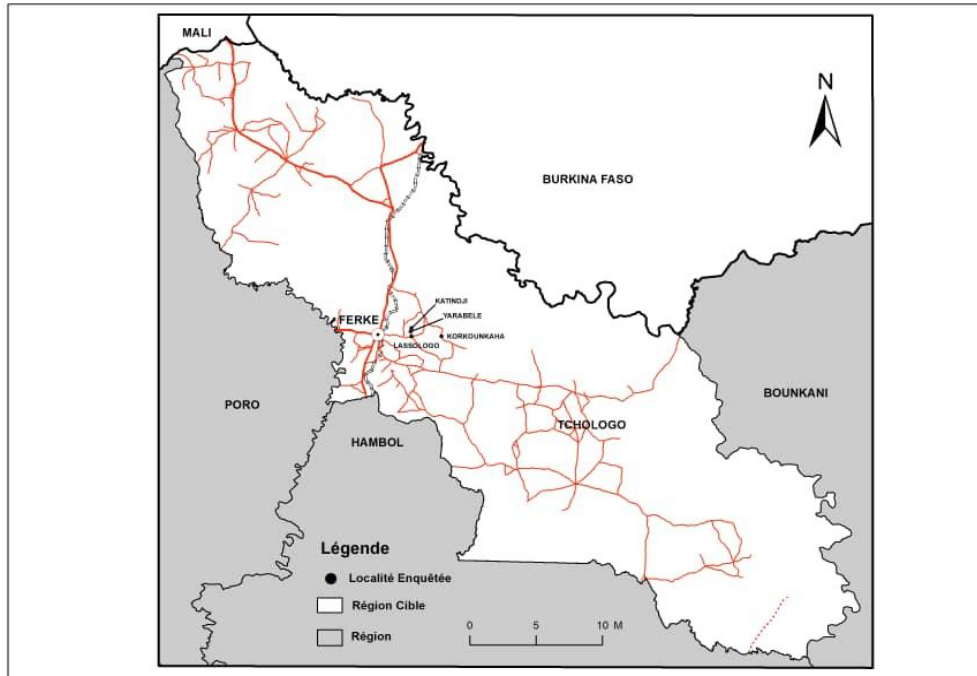 MALI
N
BURKINA FASO
KATINDJI
YARABELE
FERKE
KORKOUNKAHA
LASSOLOGO
BOUNKANI
PORO
TCHOLOGO
HAMBOL
Légende
Localité Enquêtée
Région Cible
Région
0 5 10 M